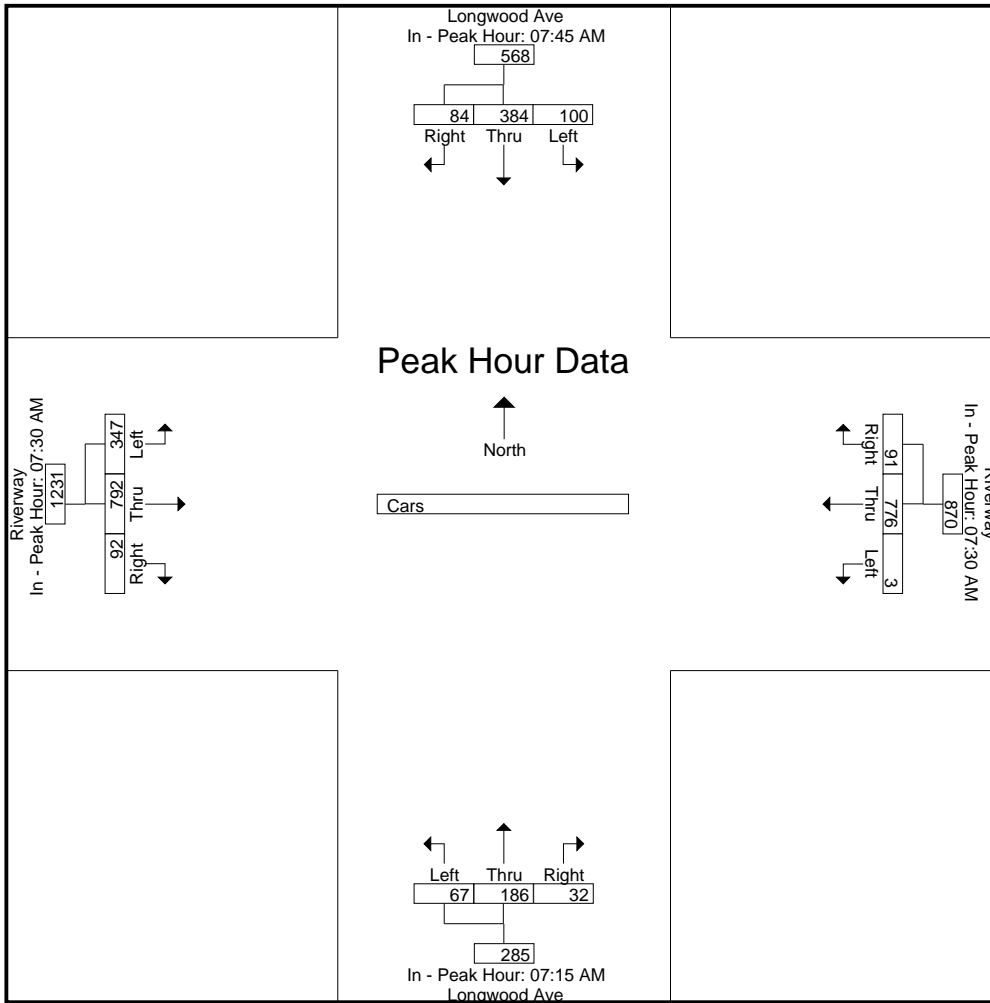 Longwood Ave
In - Peak Hour: 07:45 AM
568
84 384 100
Right Thru Left
Peak Hour Data
North
Cars
Riverway
In - Peak Hour: 07:30 AM
1231
347 792 92
Left Thru Right
Riverway
In - Peak Hour: 07:30 AM
870
91 776 3
Right Thru Left
Left Thru Right
67 186 32
285
In - Peak Hour: 07:15 AM
Longwood Ave